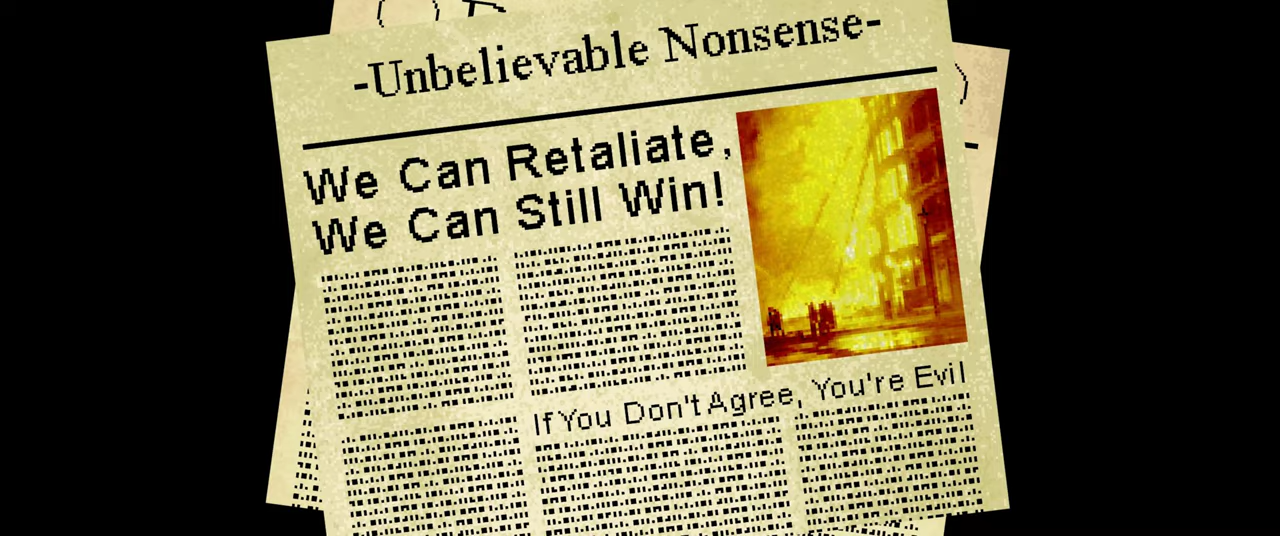 -Unbelievable Nonsense-
We Can Retaliate,
We Can Still Win!
If You Don't Agree, You're Evil